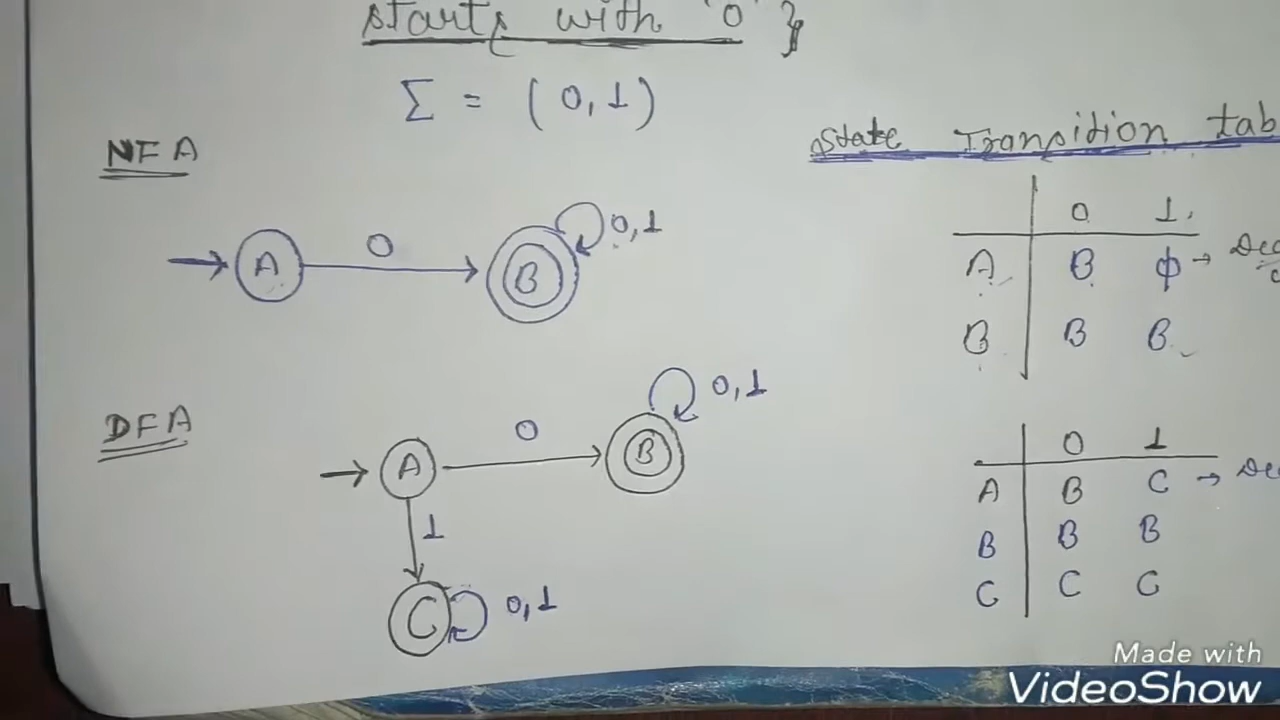 starts with '0' }
Σ = (0,1)
NFA
A 0 B 0,1
DFA
A 0 B 0,1
1
C 0,1
State Transition tab
0 1
A B ϕ →
B B B
0 1
A B C →
B B B
C C C
Made with
VideoShow